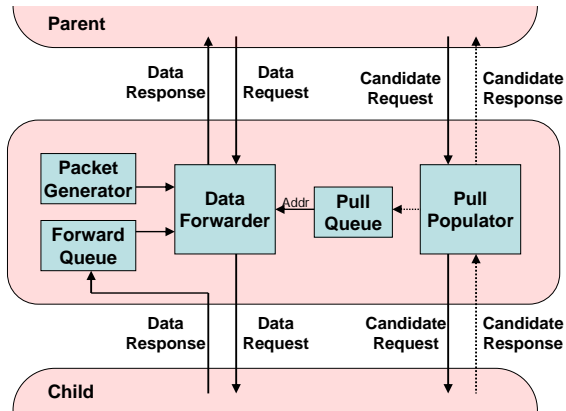 Parent
Data
Response
Data
Request
Candidate
Request
Candidate
Response
Packet
Generator
Forward
Queue
Data
Forwarder
Addr
Pull
Queue
Pull
Populator
Data
Response
Data
Request
Candidate
Request
Candidate
Response
Child